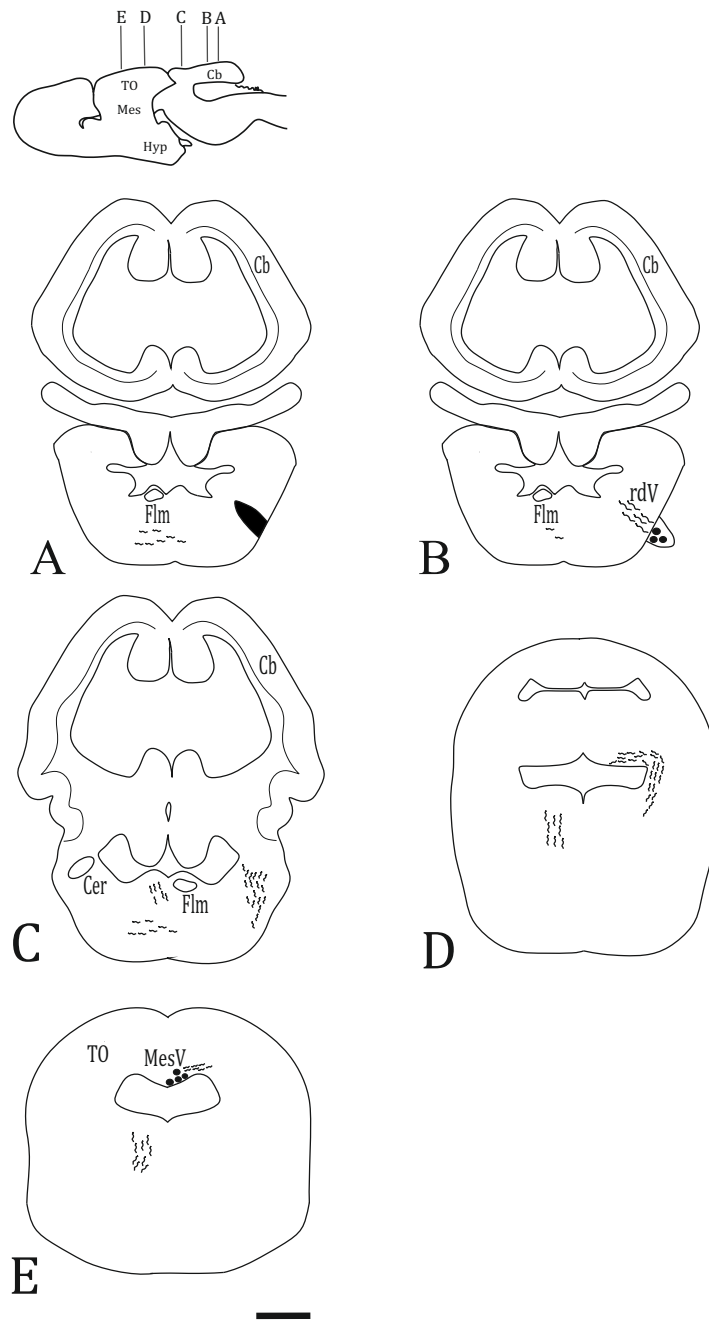 E D C B A
TO Cb
Mes
Hyp
Cb
Flm
A
Cb
rdV
Flm
B
Cb
Cer
Flm
C
D
TO MesV
E